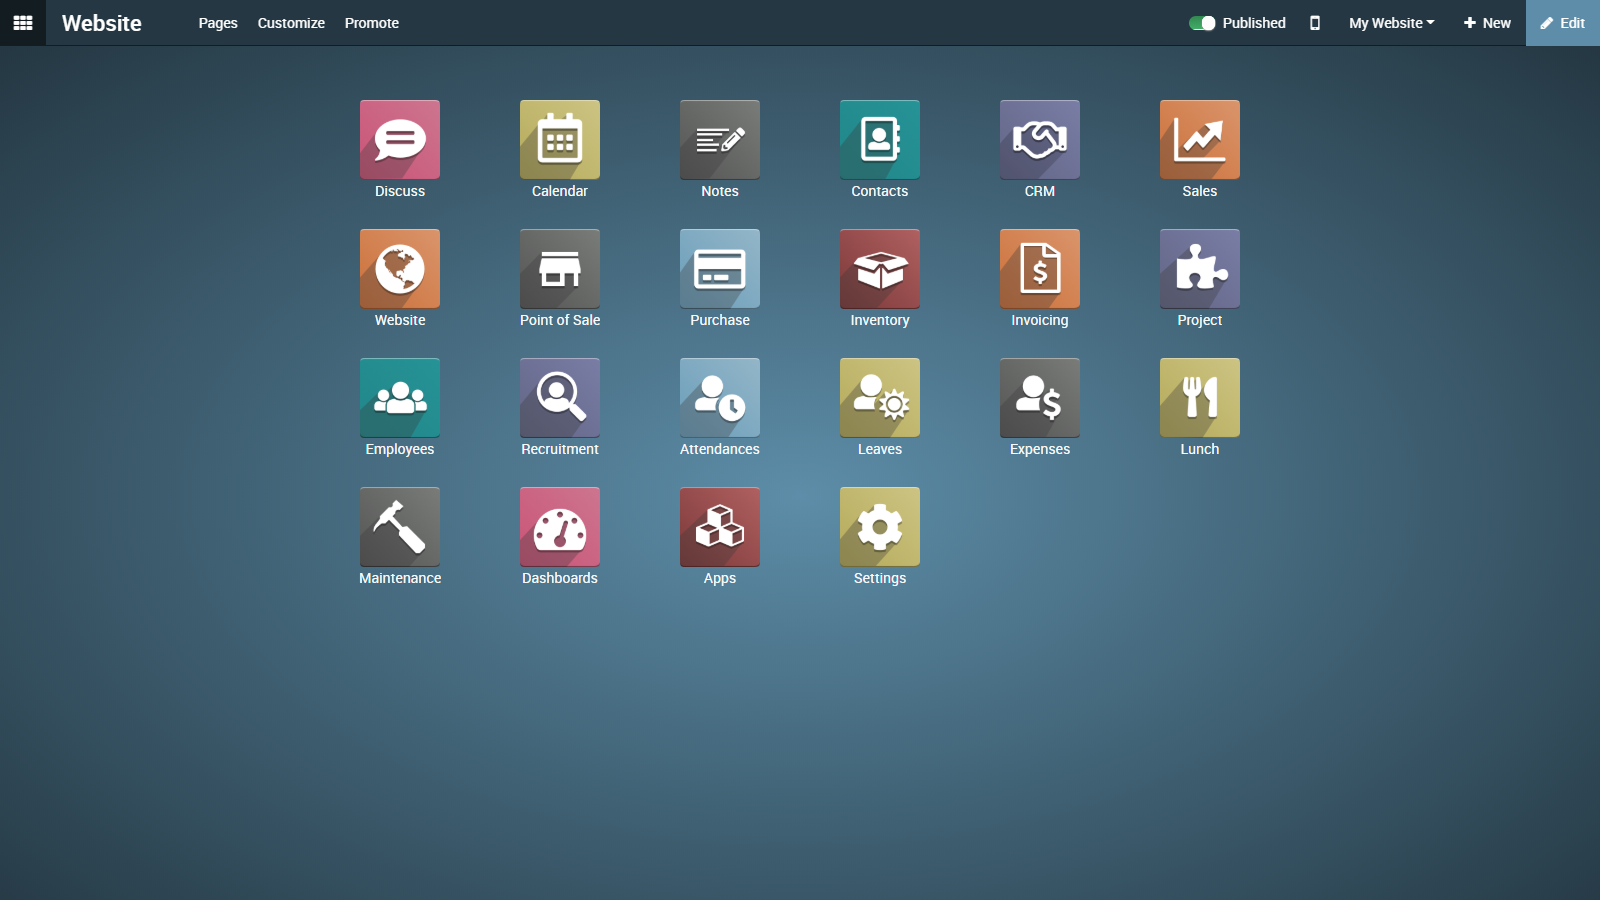 Website Pages Customize Promote Published My Website New Edit
Discuss Calendar Notes Contacts CRM Sales
Website Point of Sale Purchase Inventory Invoicing Project
Employees Recruitment Attendances Leaves Expenses Lunch
Maintenance Dashboards Apps Settings